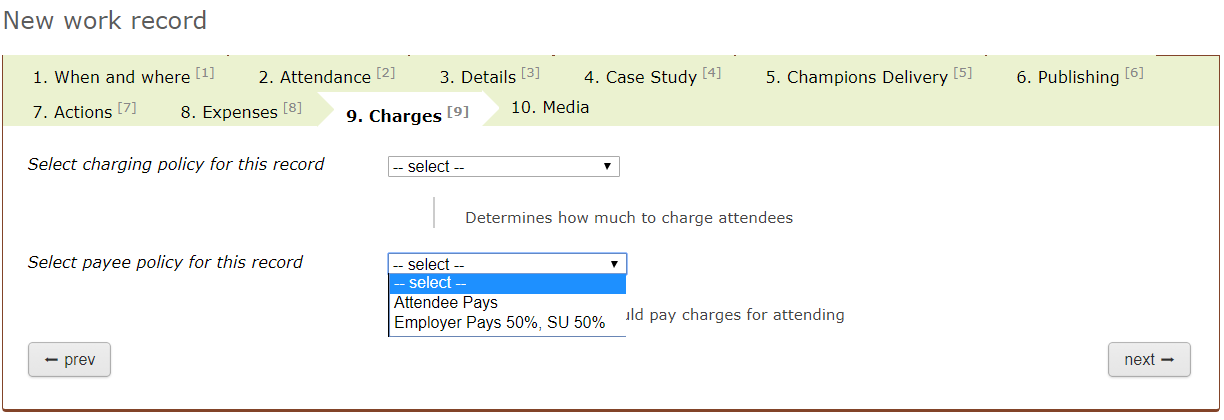 New work record
1. When and where [1] 2. Attendance [2] 3. Details [3] 4. Case Study [4] 5. Champions Delivery [5] 6. Publishing [6]
7. Actions [7] 8. Expenses [8] 9. Charges [9] 10. Media
Select charging policy for this record -- select --
Determines how much to charge attendees
Select payee policy for this record -- select --
-- select --
Attendee Pays
Employer Pays 50%, SU 50%
pay charges for attending
← prev next →